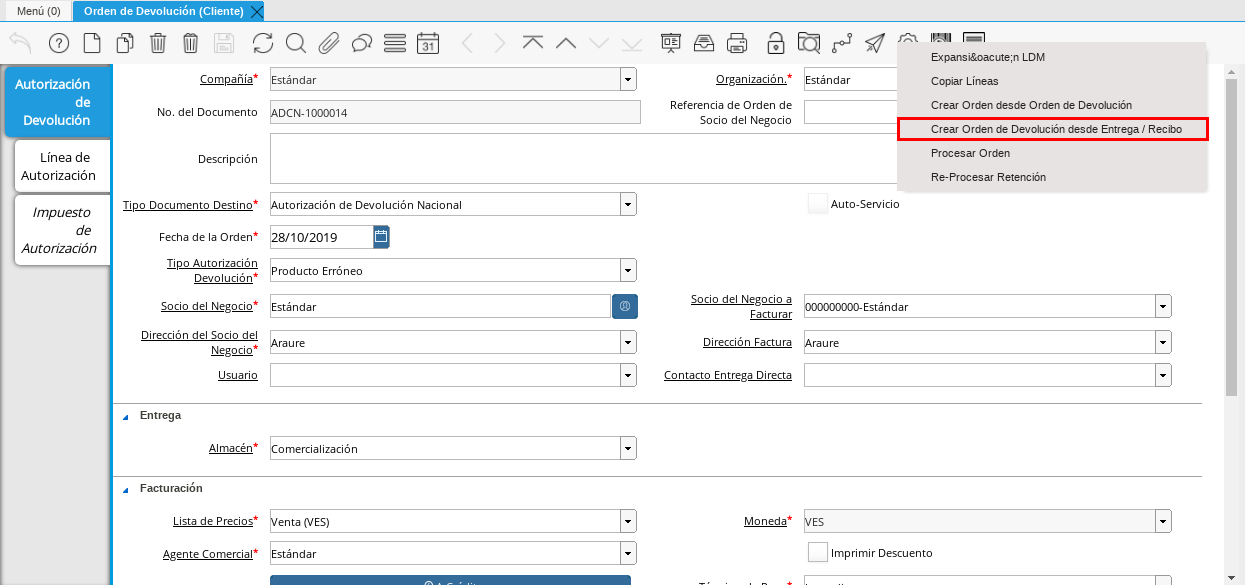 Menú (0)
Orden de Devolución (Cliente)
31
Expansi&oacute;n LDM
Copiar Líneas
Crear Orden desde Orden de Devolución
Crear Orden de Devolución desde Entrega / Recibo
Procesar Orden
Re-Procesar Retención
Autorización
de
Devolución
Línea de
Autorización
Impuesto
de
Autorización
Compañía* Estándar
Organización.* Estándar
No. del Documento ADCN-1000014
Referencia de Orden de
Socio del Negocio
Descripción
Tipo Documento Destino* Autorización de Devolución Nacional
Auto-Servicio
Fecha de la Orden* 28/10/2019
Tipo Autorización
Devolución* Producto Erróneo
Socio del Negocio* Estándar
Socio del Negocio a
Facturar 000000000-Estándar
Dirección del Socio del
Negocio* Araure
Dirección Factura Araure
Usuario
Contacto Entrega Directa
Entrega
Almacén* Comercialización
Facturación
Lista de Precios* Venta (VES)
Moneda* VES
Agente Comercial* Estándar
Imprimir Descuento